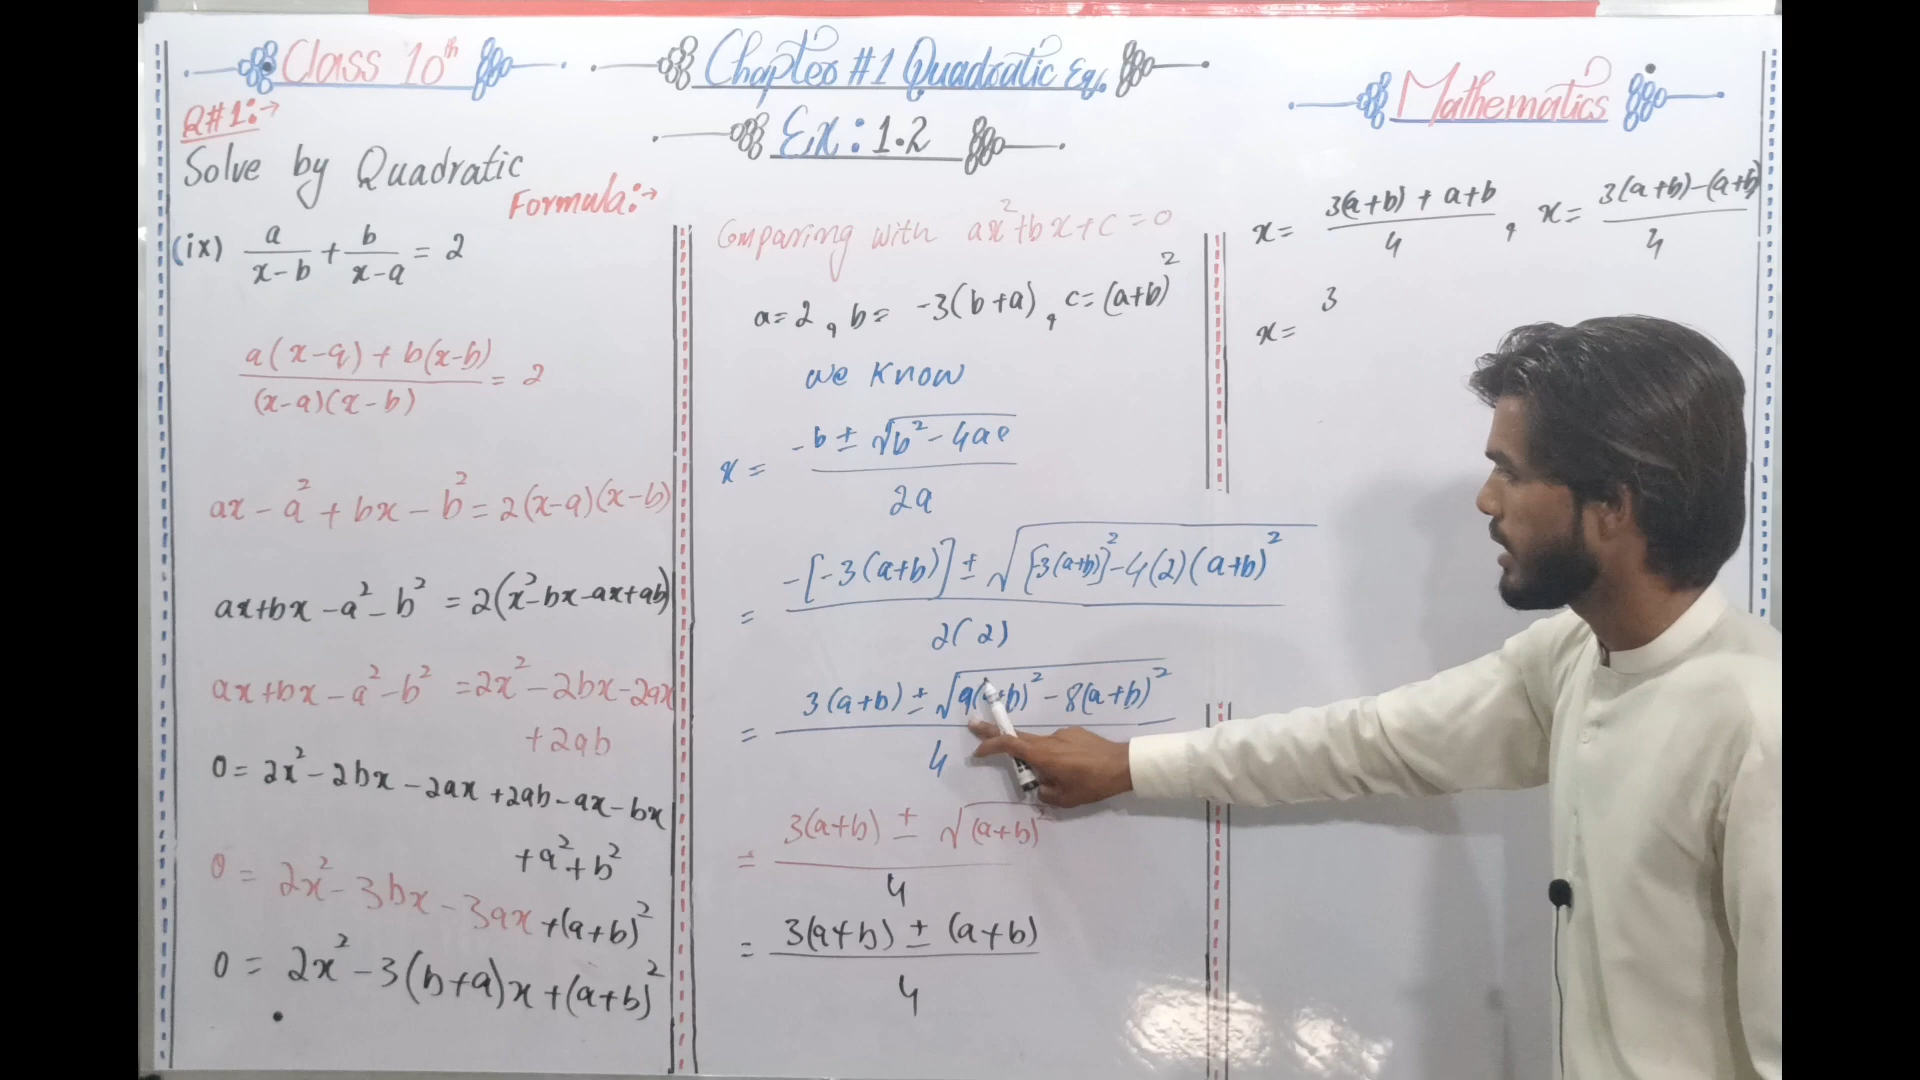 Class 10th
Chapter #1 Quadratic Eq.
Mathematics
Ex: 1.2
Q#1:→
Solve by Quadratic
Formula:→
(ix) a/(x-b) + b/(x-a) = 2
(a(x-a) + b(x-b))/((x-a)(x-b)) = 2
ax - a² + bx - b² = 2(x-a)(x-b)
ax+bx - a² - b² = 2(x²-bx-ax+ab)
ax+bx - a² - b² = 2x² - 2bx - 2ax
+2ab
0 = 2x² - 2bx - 2ax +2ab - ax - bx
+a²+b²
0 = 2x² - 3bx - 3ax +(a+b)²
0 = 2x² - 3(b+a)x + (a+b)²
Comparing with ax²+bx+c=0
a=2 , b= -3(b+a) , c=(a+b)²
we know
x = (-b ± √(b² - 4ac))/2a
= (-[-3(a+b)] ± √([-3(a+b)]² - 4(2)(a+b)²))/2(2)
= (3(a+b) ± √(9(a+b)² - 8(a+b)²))/4
= (3(a+b) ± √((a+b)²))/4
= (3(a+b) ± (a+b))/4
x = (3(a+b) + a+b)/4 , x = (3(a+b)-(a+b))/4
3
x =